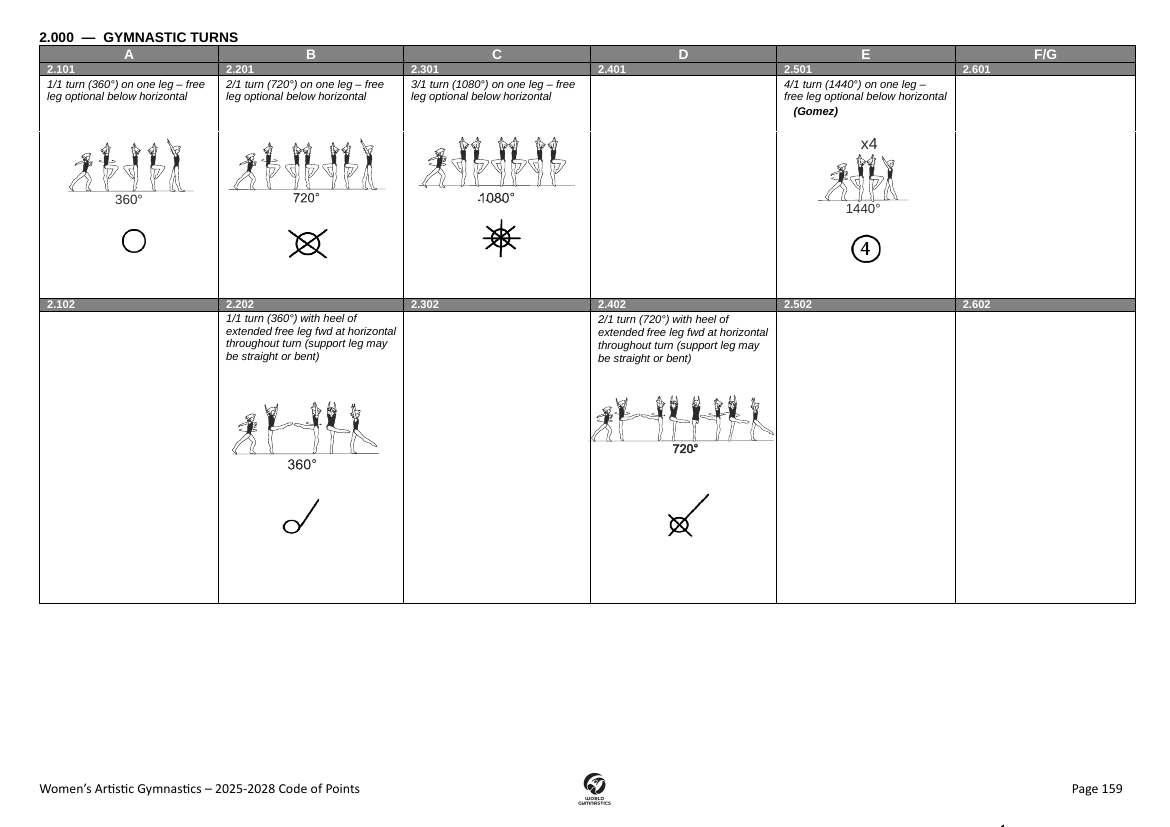 2.000 — GYMNASTIC TURNS
A B C D E F/G
2.101 2.201 2.301 2.401 2.501 2.601
1/1 turn (360°) on one leg – free
leg optional below horizontal
2/1 turn (720°) on one leg – free
leg optional below horizontal
3/1 turn (1080°) on one leg – free
leg optional below horizontal
4/1 turn (1440°) on one leg –
free leg optional below horizontal
(Gomez)
360°
720°
1080°
x4
1440°
4
2.102 2.202 2.302 2.402 2.502 2.602
1/1 turn (360°) with heel of
extended free leg fwd at horizontal
throughout turn (support leg may
be straight or bent)
360°
2/1 turn (720°) with heel of
extended free leg fwd at horizontal
throughout turn (support leg may
be straight or bent)
720°
Women’s Artistic Gymnastics – 2025-2028 Code of Points
WORLD
GYMNASTICS
Page 159